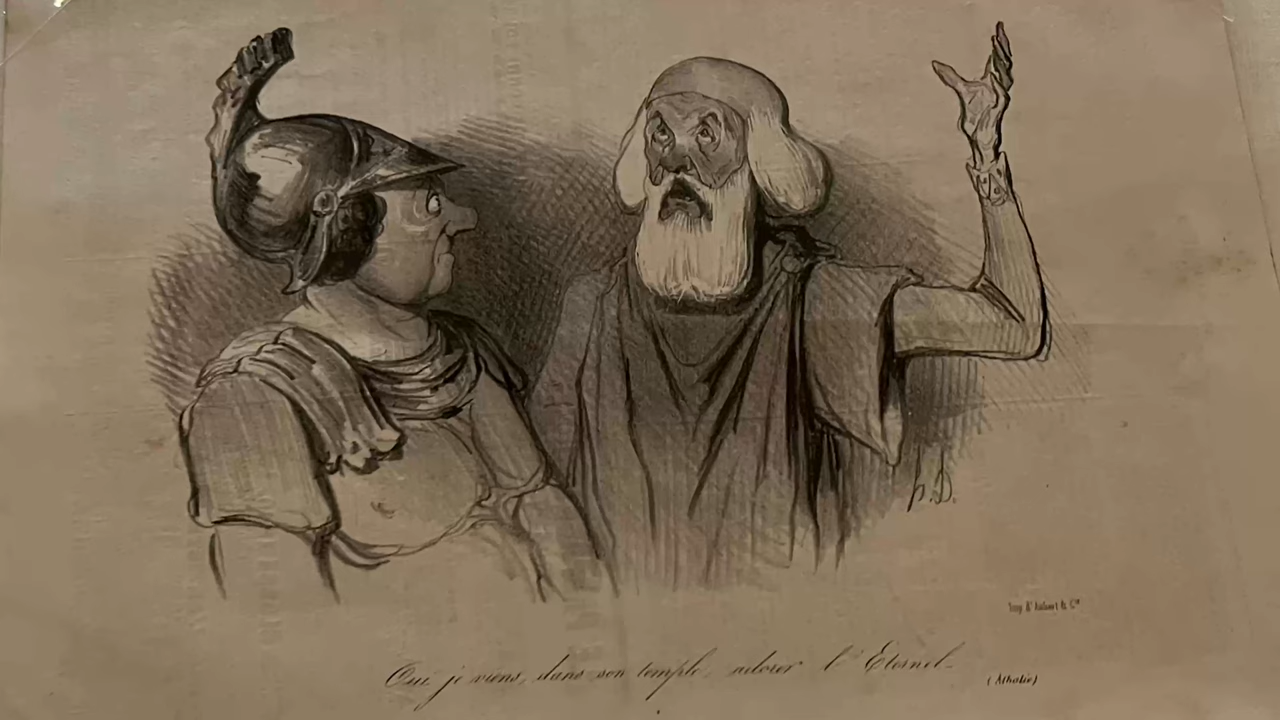 h.D.
Imp. d'Aubert & Cie
Oui, je viens, dans son temple, adorer l'Eternel.
(Athalie)